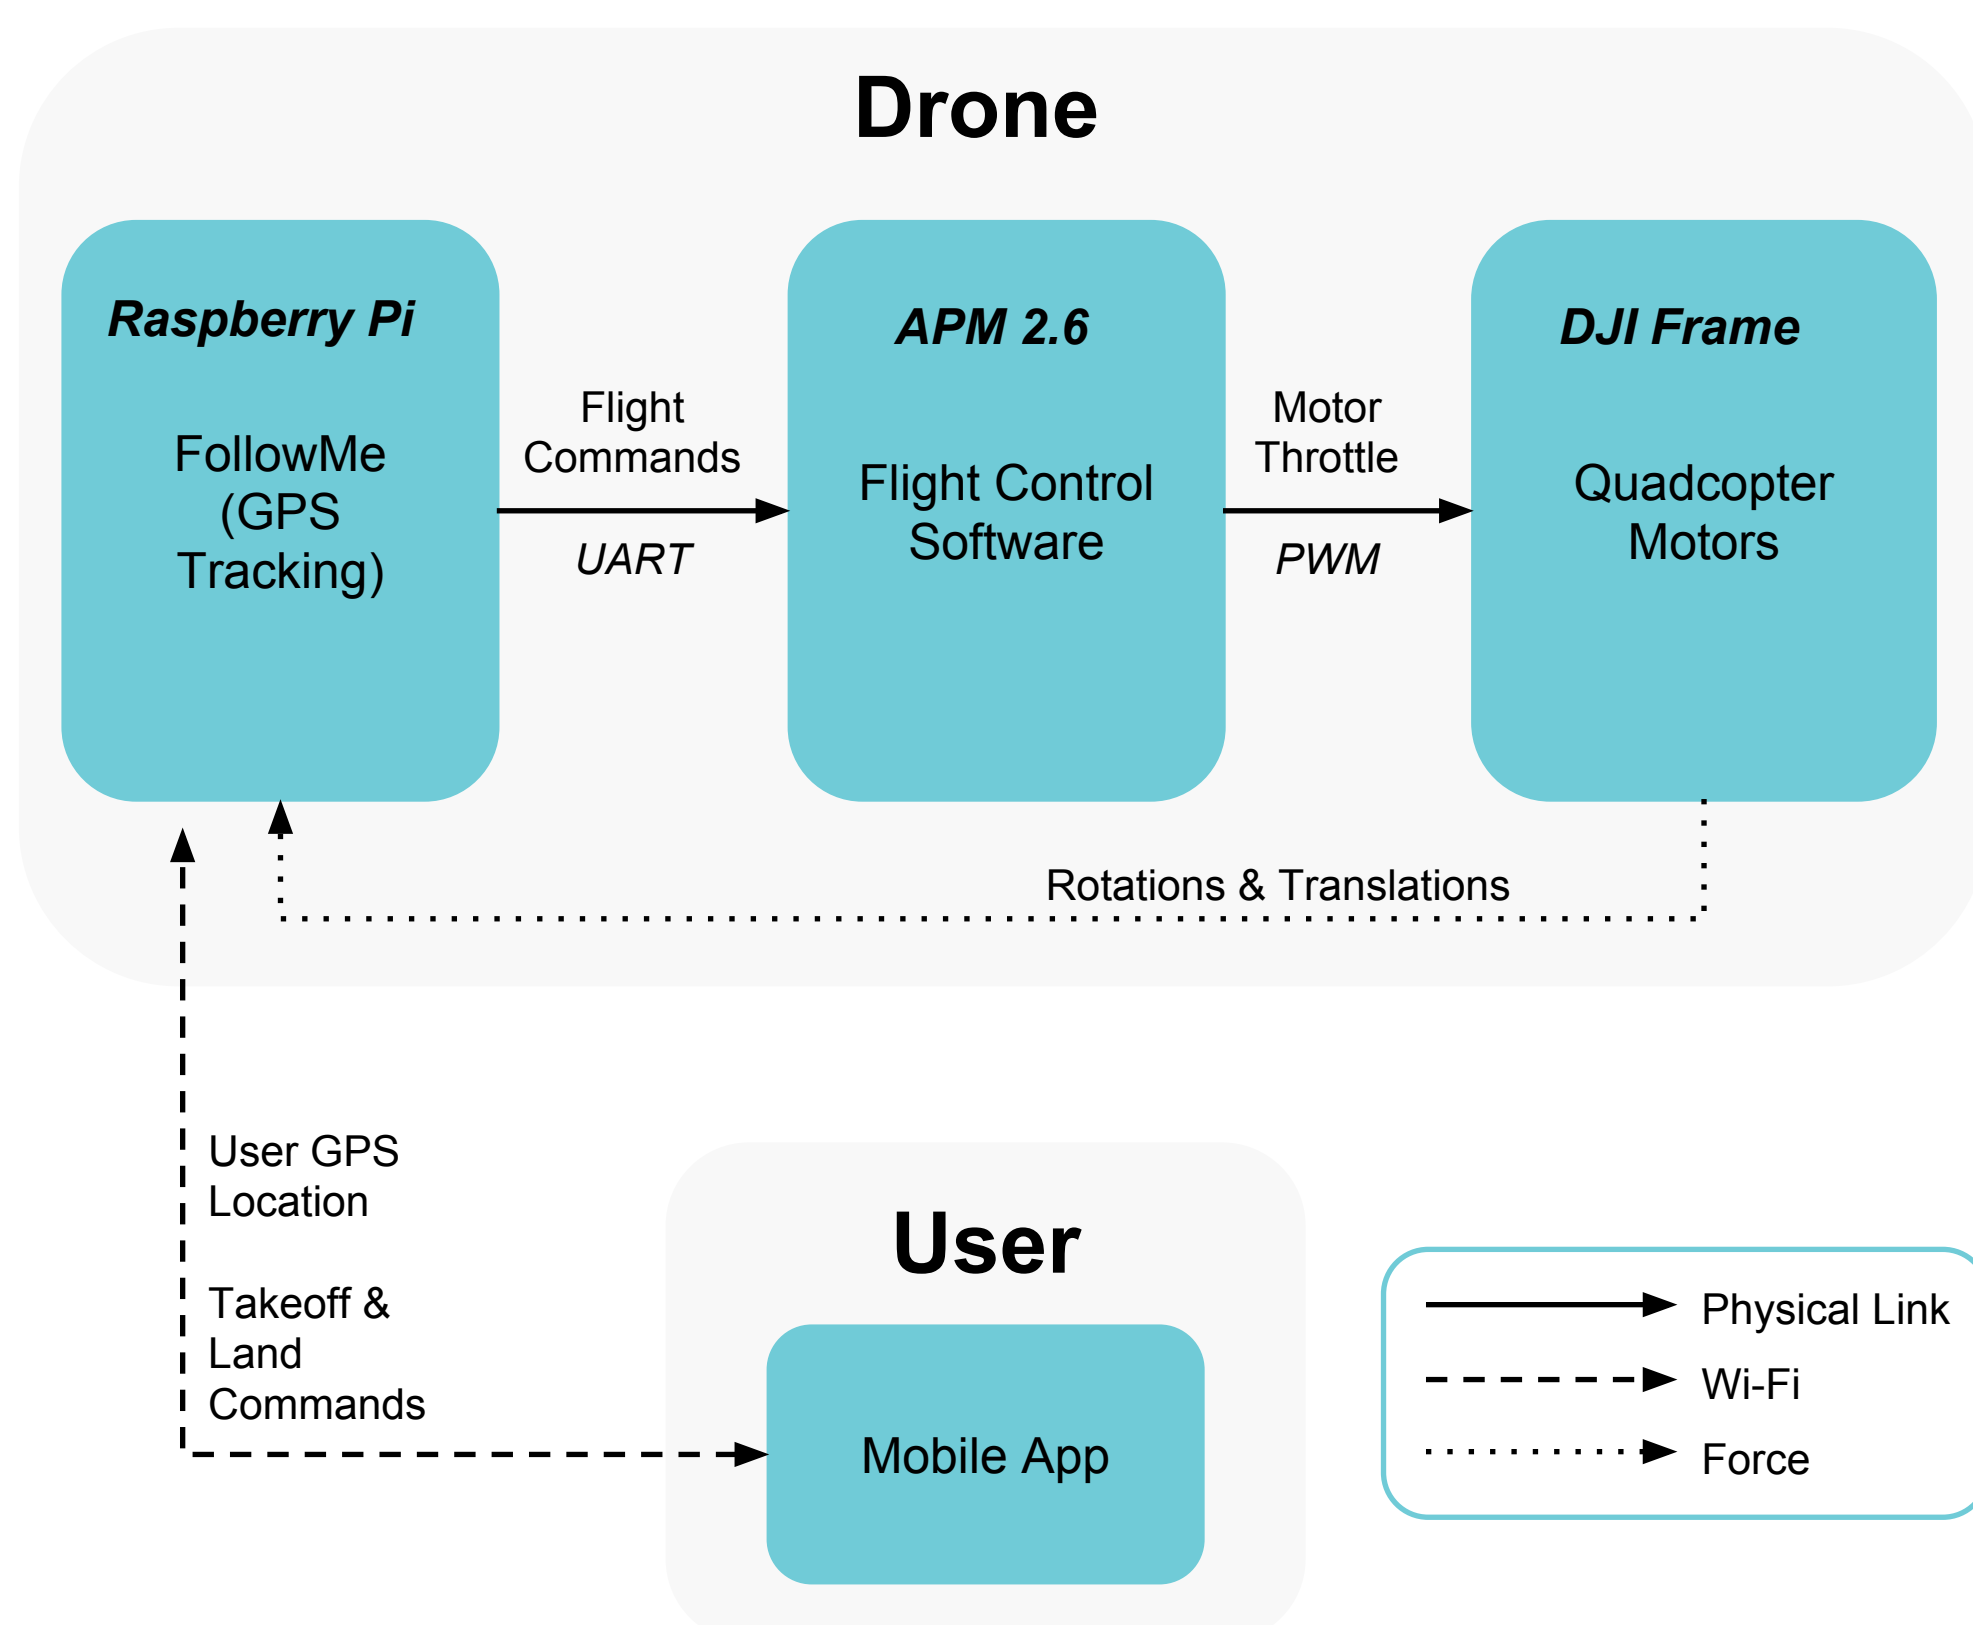 Drone
Raspberry Pi
FollowMe
(GPS
Tracking)
Flight
Commands
UART
APM 2.6
Flight Control
Software
Motor
Throttle
PWM
DJI Frame
Quadcopter
Motors
Rotations & Translations
User GPS
Location
Takeoff &
Land
Commands
User
Mobile App
Physical Link
Wi-Fi
Force